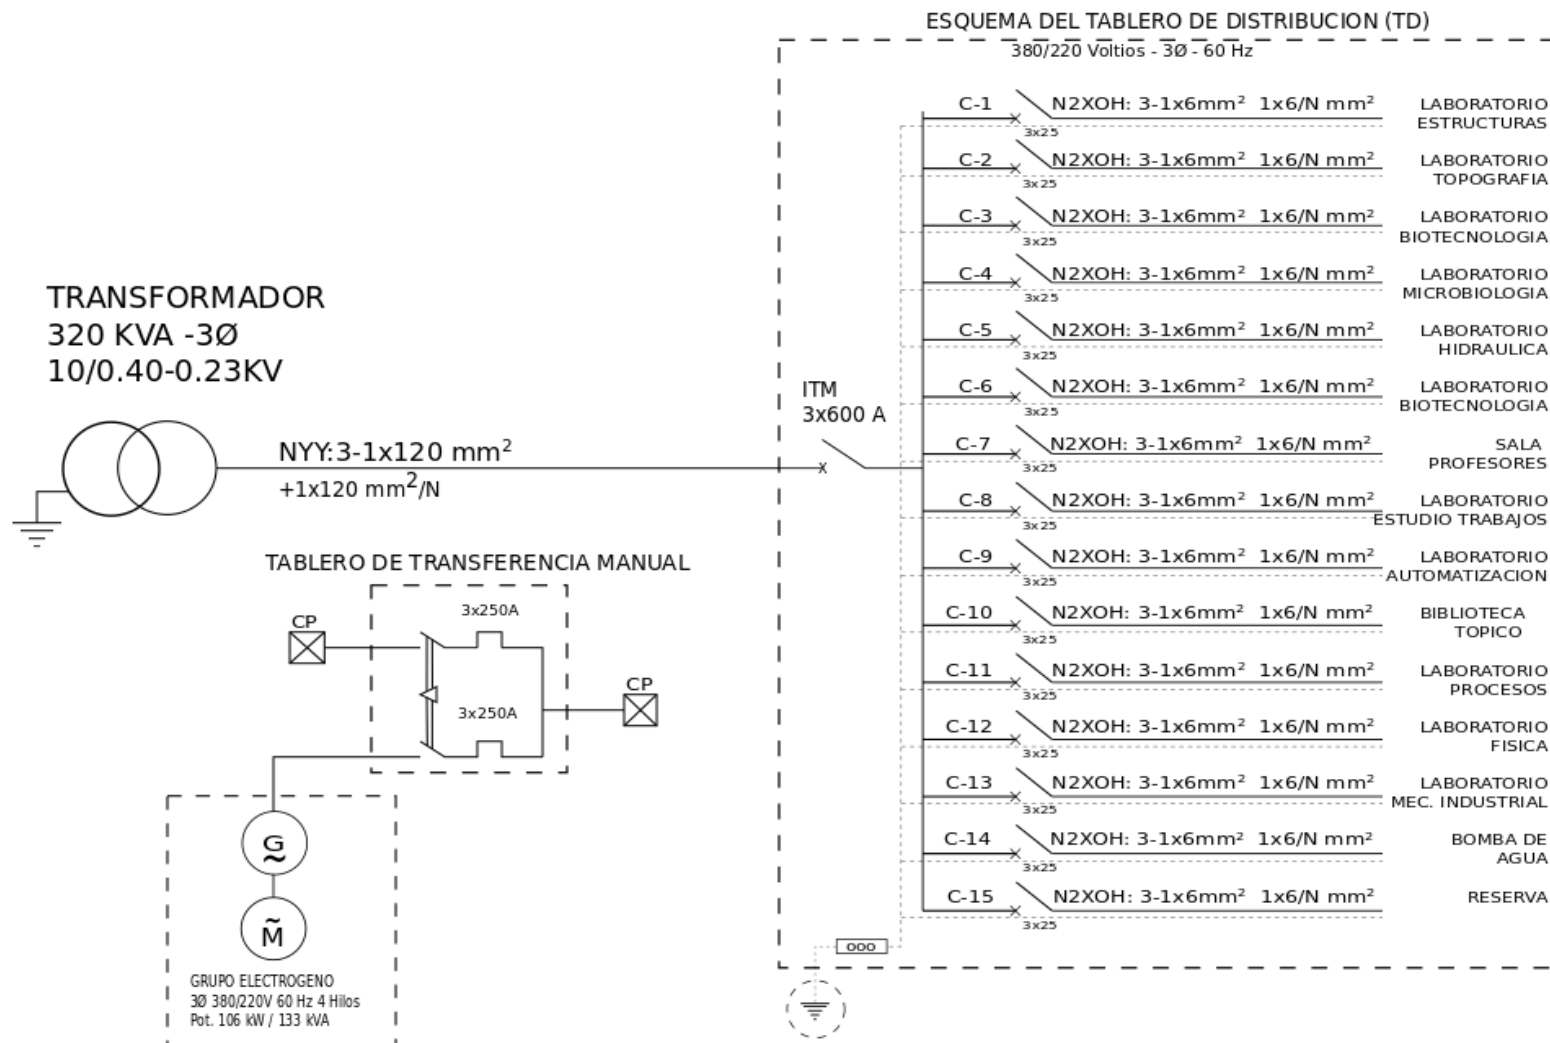 ESQUEMA DEL TABLERO DE DISTRIBUCION (TD)
380/220 Voltios - 3Ø - 60 Hz
C-1 N2XOH: 3-1x6mm² 1x6/N mm² LABORATORIO
ESTRUCTURAS
3x25
C-2 N2XOH: 3-1x6mm² 1x6/N mm² LABORATORIO
TOPOGRAFIA
3x25
C-3 N2XOH: 3-1x6mm² 1x6/N mm² LABORATORIO
BIOTECNOLOGIA
3x25
C-4 N2XOH: 3-1x6mm² 1x6/N mm² LABORATORIO
MICROBIOLOGIA
3x25
C-5 N2XOH: 3-1x6mm² 1x6/N mm² LABORATORIO
HIDRAULICA
3x25
C-6 N2XOH: 3-1x6mm² 1x6/N mm² LABORATORIO
BIOTECNOLOGIA
3x25
C-7 N2XOH: 3-1x6mm² 1x6/N mm² SALA
PROFESORES
3x25
C-8 N2XOH: 3-1x6mm² 1x6/N mm² LABORATORIO
ESTUDIO TRABAJOS
3x25
C-9 N2XOH: 3-1x6mm² 1x6/N mm² LABORATORIO
AUTOMATIZACION
3x25
C-10 N2XOH: 3-1x6mm² 1x6/N mm² BIBLIOTECA
TOPICO
3x25
C-11 N2XOH: 3-1x6mm² 1x6/N mm² LABORATORIO
PROCESOS
3x25
C-12 N2XOH: 3-1x6mm² 1x6/N mm² LABORATORIO
FISICA
3x25
C-13 N2XOH: 3-1x6mm² 1x6/N mm² LABORATORIO
MEC. INDUSTRIAL
3x25
C-14 N2XOH: 3-1x6mm² 1x6/N mm² BOMBA DE
AGUA
3x25
C-15 N2XOH: 3-1x6mm² 1x6/N mm² RESERVA
3x25
TRANSFORMADOR
320 KVA -3Ø
10/0.40-0.23KV
ITM
3x600 A
NYY:3-1x120 mm²
+1x120 mm²/N
TABLERO DE TRANSFERENCIA MANUAL
3x250A
CP
CP
3x250A
G
~
~
M
GRUPO ELECTROGENO
3Ø 380/220V 60 Hz 4 Hilos
Pot. 106 kW / 133 kVA
ooo